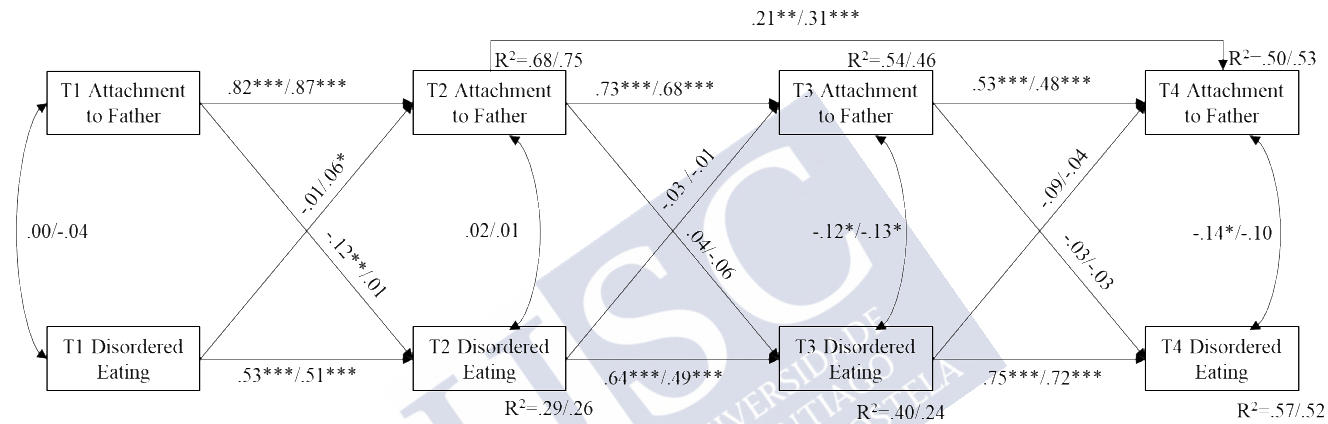 .21**/.31***
R²=.68/.75
R²=.54/.46
R²=.50/.53
T1 Attachment
to Father
.82***/.87***
T2 Attachment
to Father
.73***/.68***
T3 Attachment
to Father
.53***/.48***
T4 Attachment
to Father
-.01/.06*
-.03 /-.01
-.09/-.04
.00/-.04
.02/.01
-.12*/-.13*
-.14*/-.10
-.12**/.01
.04/-.06
-.03/-.03
T1 Disordered
Eating
.53***/.51***
T2 Disordered
Eating
.64***/.49***
T3 Disordered
Eating
.75***/.72***
T4 Disordered
Eating
R²=.29/.26
R²=.40/.24
R²=.57/.52
USC